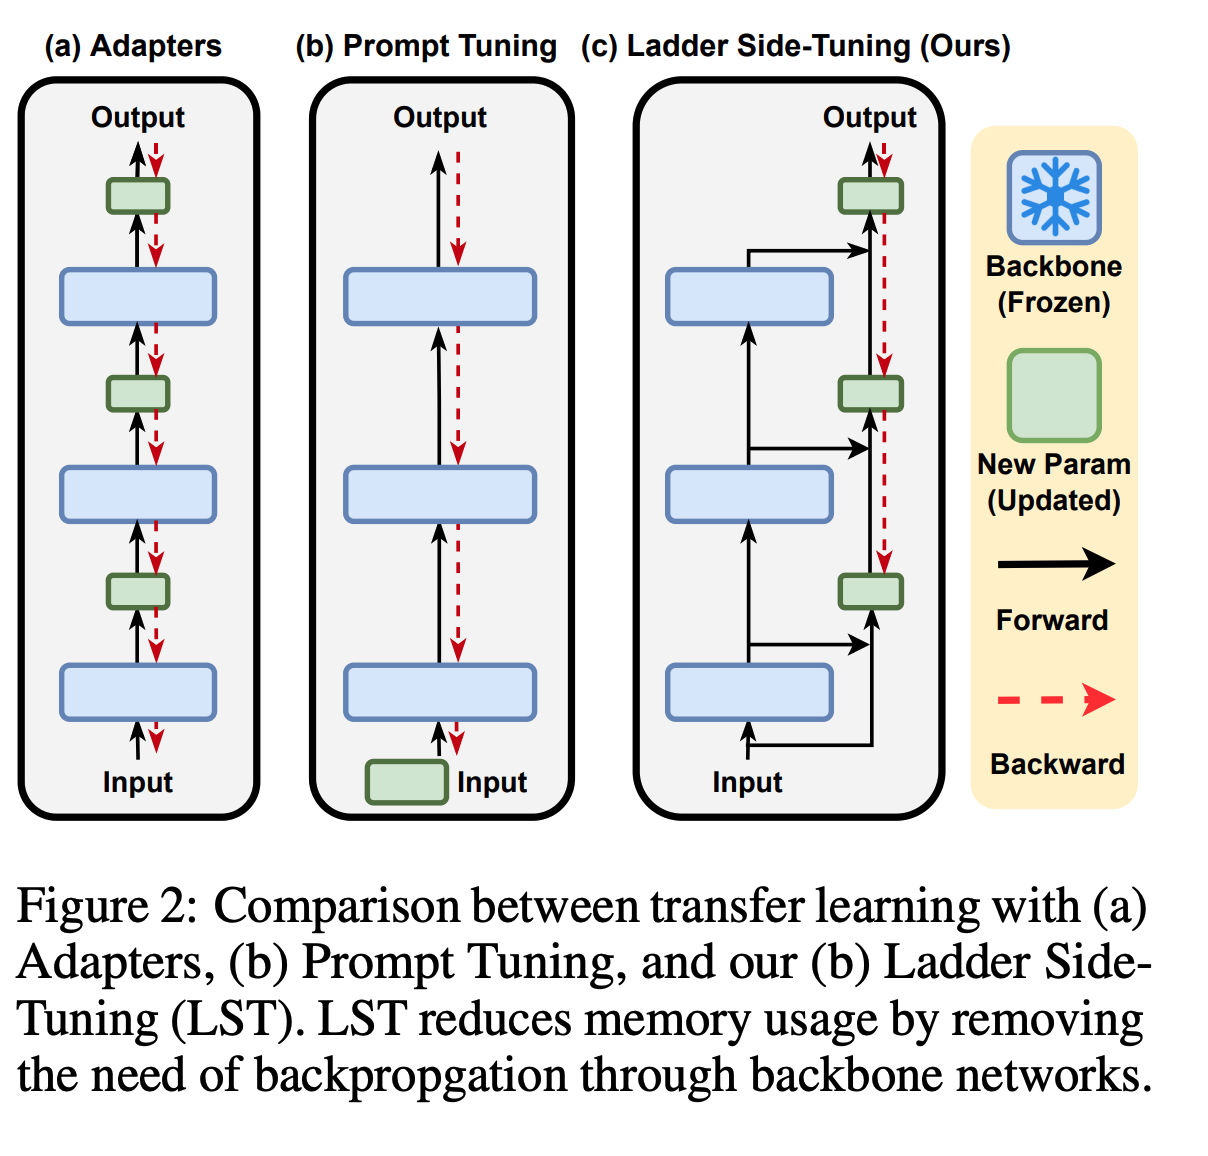 (a) Adapters
(b) Prompt Tuning
(c) Ladder Side-Tuning (Ours)
Output
Output
Output
Input
Input
Input
Backbone
(Frozen)
New Param
(Updated)
Forward
Backward
Figure 2: Comparison between transfer learning with (a)
Adapters, (b) Prompt Tuning, and our (b) Ladder Side-
Tuning (LST). LST reduces memory usage by removing
the need of backpropgation through backbone networks.